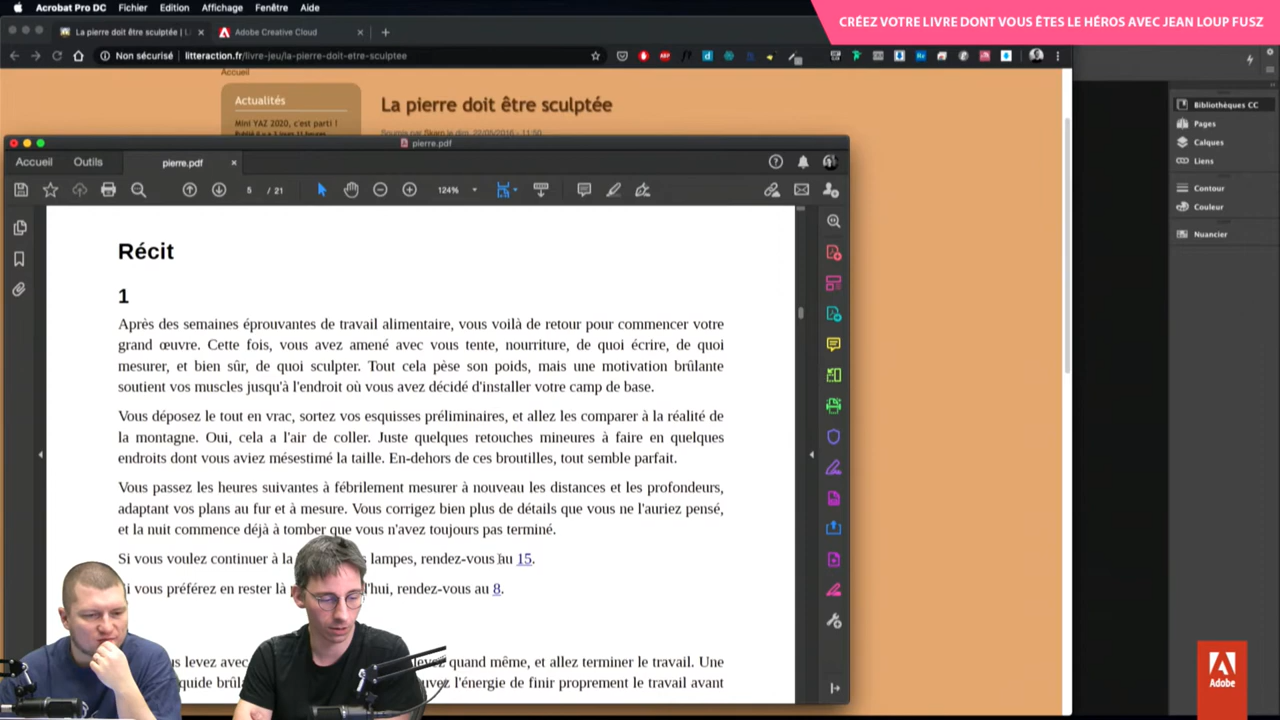 Acrobat Pro DC Fichier Edition Affichage Fenêtre Aide
CRÉEZ VOTRE LIVRE DONT VOUS ÊTES LE HÉROS AVEC JEAN LOUP FUSZ
La pierre doit être sculptée | L
Adobe Creative Cloud
Non sécurisé litteraction.fr/livre-jeu/la-pierre-doit-etre-sculptee
Accueil
Actualités
Mini YAZ 2020, c'est parti !
La pierre doit être sculptée
pierre.pdf
Accueil Outils pierre.pdf
5 / 21 124%
Récit
1
Après des semaines éprouvantes de travail alimentaire, vous voilà de retour pour commencer votre
grand œuvre. Cette fois, vous avez amené avec vous tente, nourriture, de quoi écrire, de quoi
mesurer, et bien sûr, de quoi sculpter. Tout cela pèse son poids, mais une motivation brûlante
soutient vos muscles jusqu'à l'endroit où vous avez décidé d'installer votre camp de base.
Vous déposez le tout en vrac, sortez vos esquisses préliminaires, et allez les comparer à la réalité de
la montagne. Oui, cela a l'air de coller. Juste quelques retouches mineures à faire en quelques
endroits dont vous aviez mésestimé la taille. En-dehors de ces broutilles, tout semble parfait.
Vous passez les heures suivantes à fébrilement mesurer à nouveau les distances et les profondeurs,
adaptant vos plans au fur et à mesure. Vous corrigez bien plus de détails que vous ne l'auriez pensé,
et la nuit commence déjà à tomber que vous n'avez toujours pas terminé.
Si vous voulez continuer à la lampes, rendez-vous au 15.
i vous préférez en rester là hui, rendez-vous au 8.
levez avec quand même, et allez terminer le travail. Une
quide l'énergie de finir proprement le travail avant
Bibliothèques CC
Pages
Calques
Liens
Contour
Couleur
Nuancier
Adobe